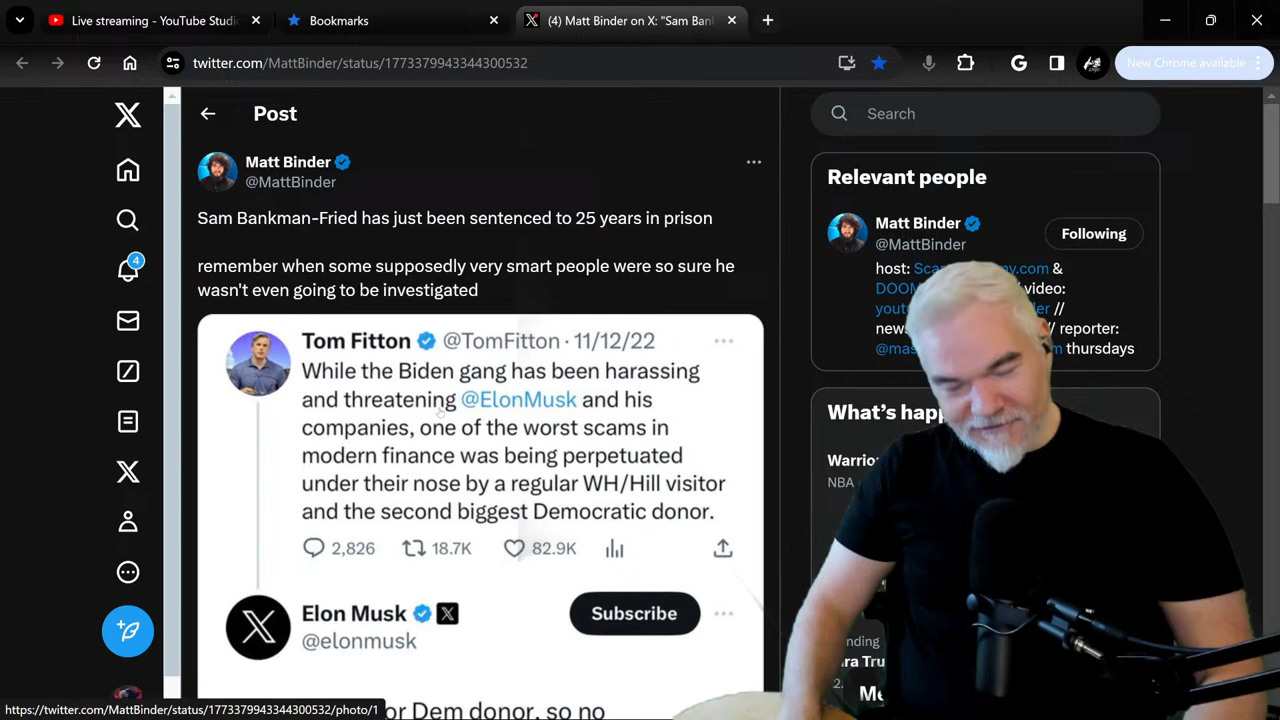 Live streaming - YouTube Studi
Bookmarks
(4) Matt Binder on X: "Sam Ban
twitter.com/MattBinder/status/1773379943344300532
New Chrome available
Post
Search
Matt Binder
@MattBinder
Sam Bankman-Fried has just been sentenced to 25 years in prison
remember when some supposedly very smart people were so sure he
wasn't even going to be investigated
Tom Fitton @TomFitton · 11/12/22
While the Biden gang has been harassing
and threatening @ElonMusk and his
companies, one of the worst scams in
modern finance was being perpetuated
under their nose by a regular WH/Hill visitor
and the second biggest Democratic donor.
2,826 18.7K 82.9K
Elon Musk
Subscribe
@elonmusk
or Dem donor, so no
4
Relevant people
Matt Binder
Following
@MattBinder
host: &
DOOM video:
//
/ reporter:
thursdays
What's
Warrio
NBA ·
https://twitter.com/MattBinder/status/1773379943344300532/photo/1